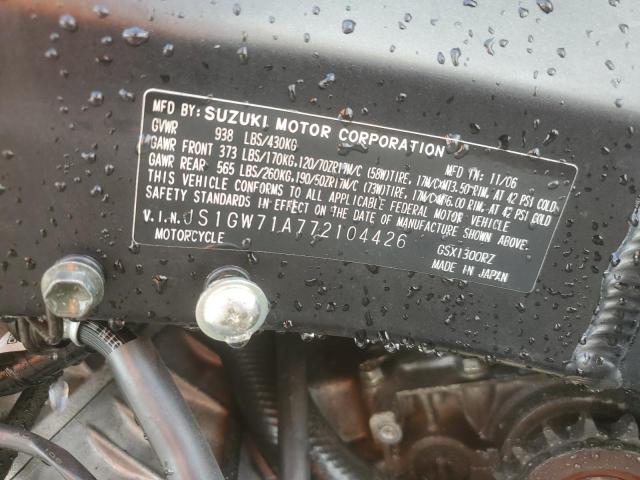 MFD BY: SUZUKI MOTOR CORPORATION
GVWR 938 LBS/430KG MFD IN: 11/06
GAWR FRONT 373 LBS/170KG,120/70ZR17M/C (58W)TIRE, 17M/C×MT3.50 RIM, AT 42 PSI COLD
GAWR REAR 565 LBS/260KG,190/50ZR17M/C (73W)TIRE, 17M/C×MT6.00 RIM, AT 42 PSI COLD
THIS VEHICLE CONFORMS TO ALL APPLICABLE FEDERAL MOTOR VEHICLE
SAFETY STANDARDS IN EFFECT ON THE DATE OF MANUFACTURE SHOWN ABOVE.
V.I.N. JS1GW71A772104426 GSX1300RZ
MOTORCYCLE MADE IN JAPAN